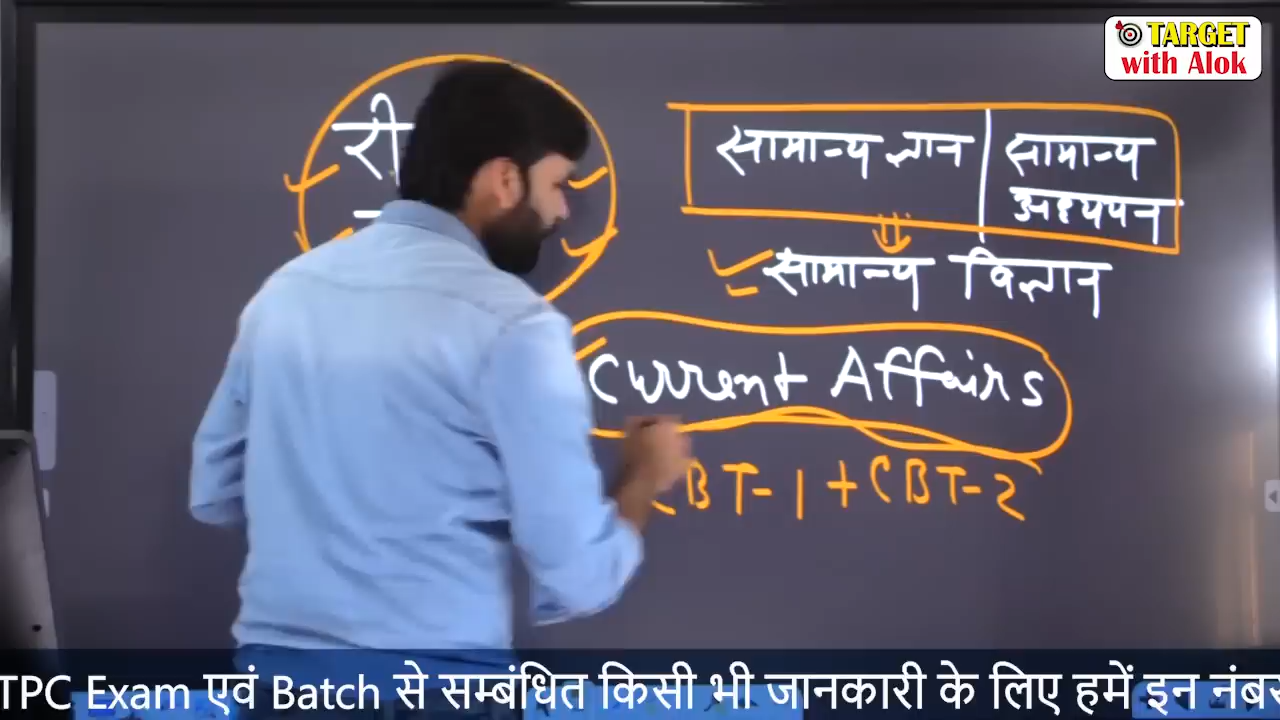 TARGET
with Alok
री
सामान्य ज्ञान
सामान्य
अध्ययन
सामान्य विज्ञान
Current Affairs
CBT-1 + CBT-2
TPC Exam एवं Batch से सम्बंधित किसी भी जानकारी के लिए हमें इन नंबर